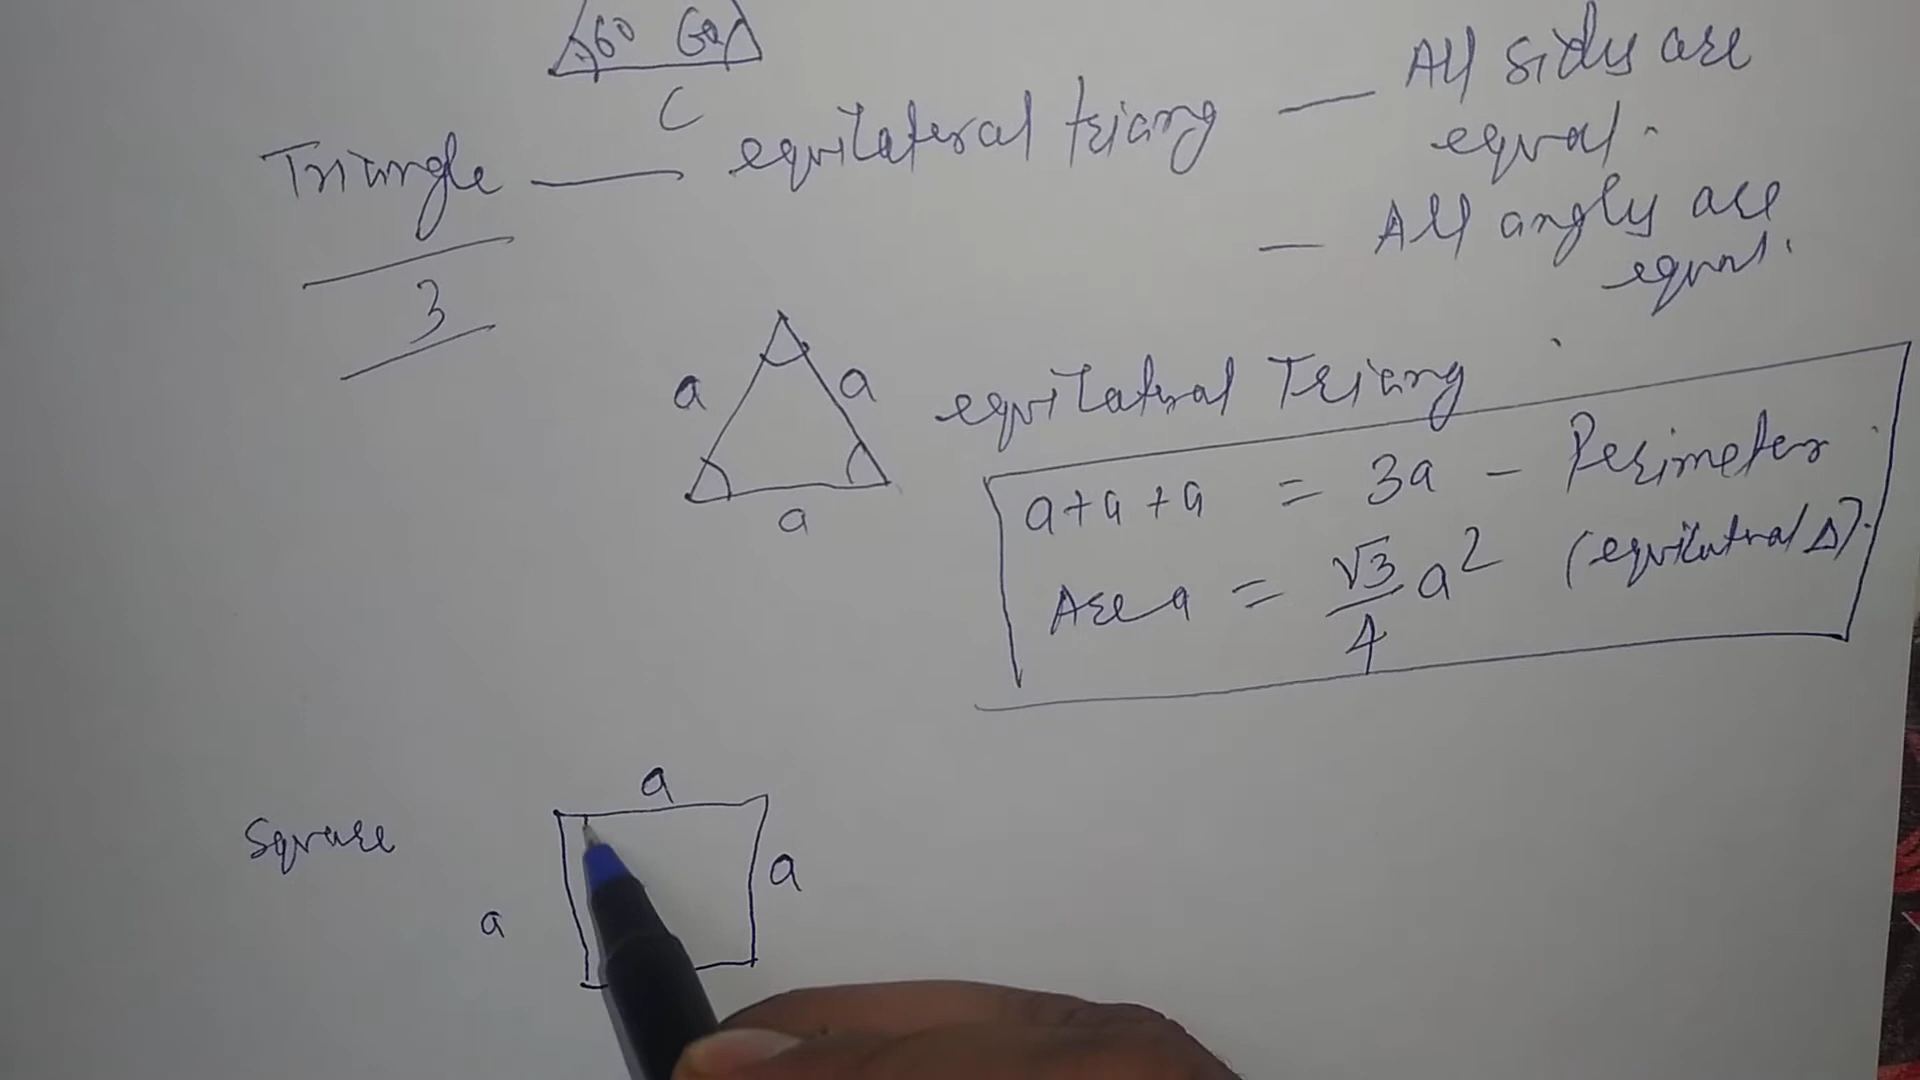 60 60
C
Triangle — equilateral triang — All sides are
equal.
— All angles are
equal.
3
a a
a
equilateral Triang
a+a+a = 3a - Perimeter
Area = √3/4 a² (equilateral Δ).
Square
a
a
a